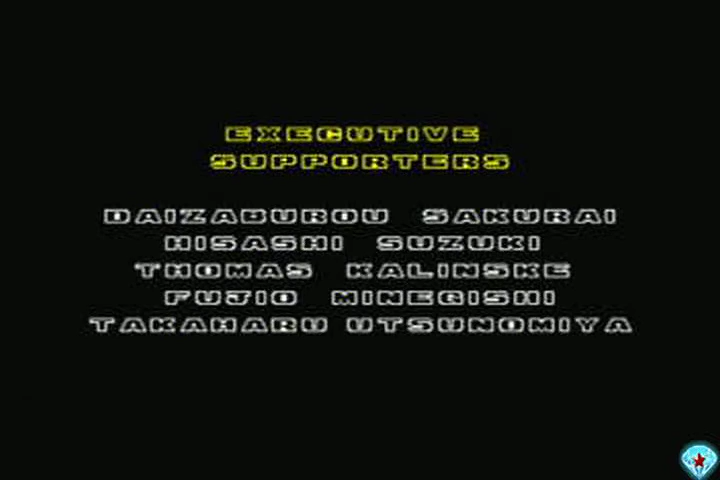 EXECUTIVE
SUPPORTERS
DAIZABUROU SAKURAI
HISASHI SUZUKI
THOMAS KALINSKE
FUJIO MINEGISHI
TAKAHARU UTSUNOMIYA